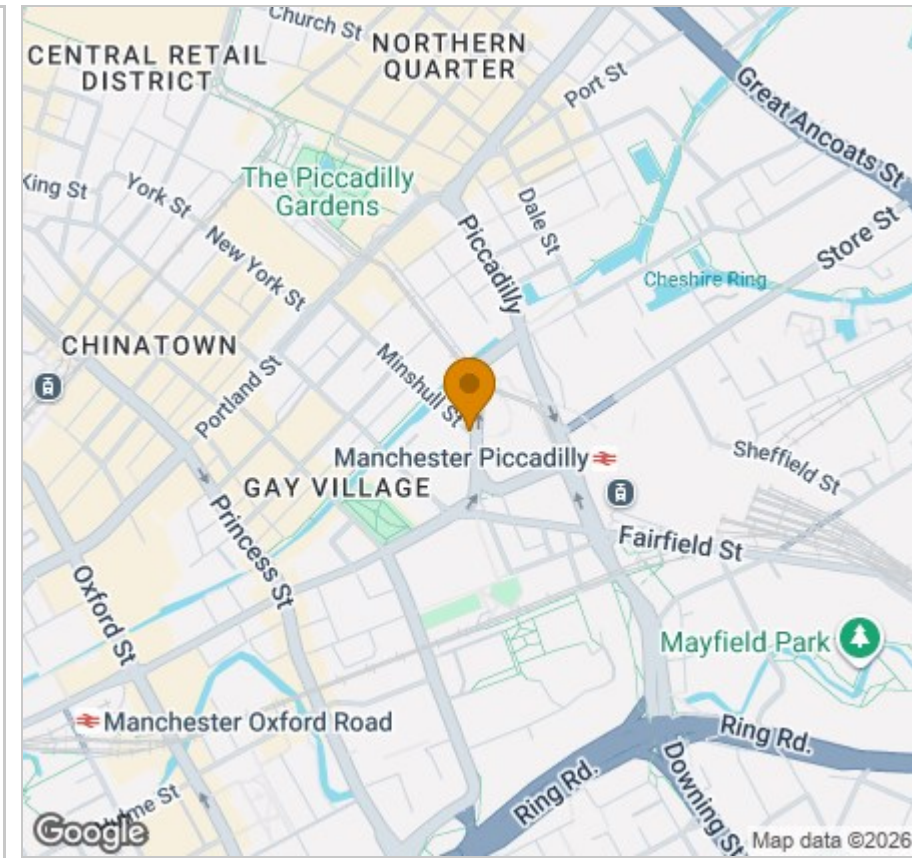 Church St
CENTRAL RETAIL
DISTRICT
NORTHERN
QUARTER
Port St
Great Ancoats St
The Piccadilly
Gardens
King St
York St
New York St
Piccadilly
Dale St
Store St
Cheshire Ring
CHINATOWN
Portland St
Minshull St
Manchester Piccadilly
Sheffield St
GAY VILLAGE
Princess St
Fairfield St
Oxford St
Mayfield Park
Manchester Oxford Road
Ring Rd.
Ring Rd.
Downing St
Hulme St
Google
Map data ©2026